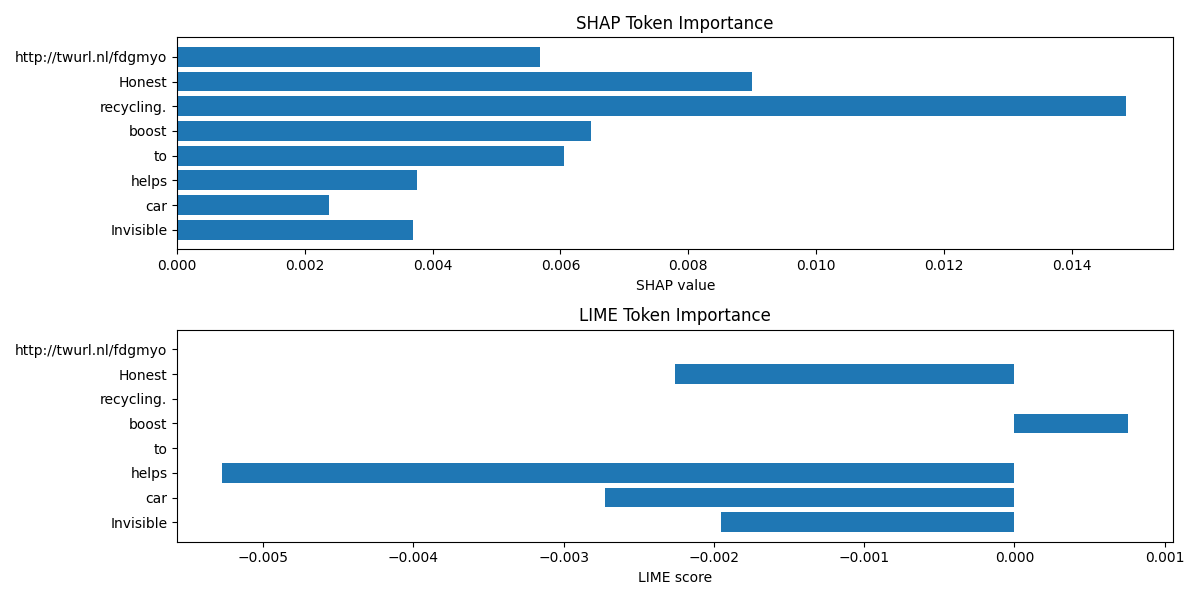 SHAP Token Importance
http://twurl.nl/fdgmyo
Honest
recycling.
boost
to
helps
car
Invisible
0.000 0.002 0.004 0.006 0.008 0.010 0.012 0.014
SHAP value
LIME Token Importance
http://twurl.nl/fdgmyo
Honest
recycling.
boost
to
helps
car
Invisible
−0.005 −0.004 −0.003 −0.002 −0.001 0.000 0.001
LIME score